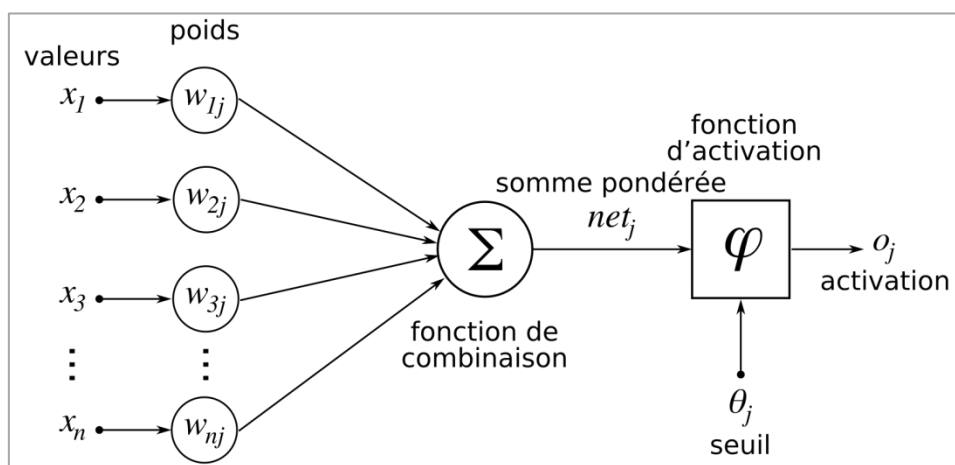 valeurs
poids
x₁
w₁ⱼ
x₂
w₂ⱼ
x₃
w₃ⱼ
⋮
⋮
xₙ
wₙⱼ
Σ
fonction de
combinaison
somme pondérée
netⱼ
fonction
d'activation
φ
oⱼ
activation
θⱼ
seuil